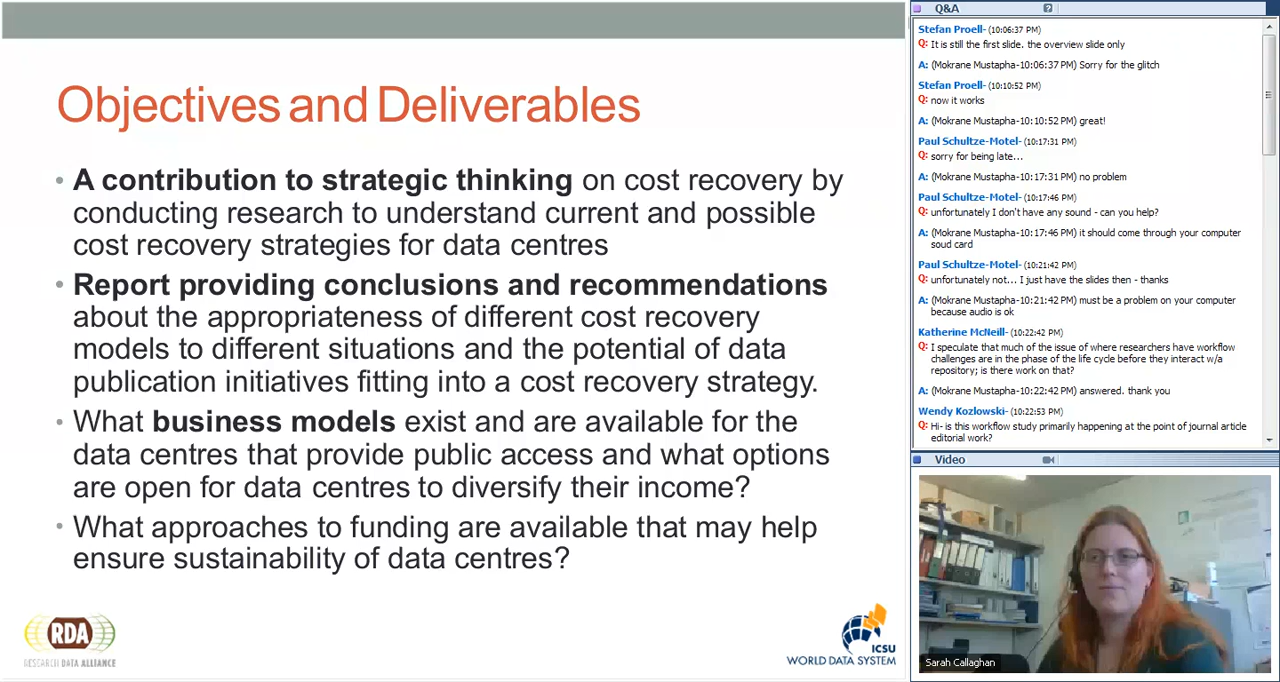 Objectives and Deliverables
• A contribution to strategic thinking on cost recovery by
conducting research to understand current and possible
cost recovery strategies for data centres
• Report providing conclusions and recommendations
about the appropriateness of different cost recovery
models to different situations and the potential of data
publication initiatives fitting into a cost recovery strategy.
• What business models exist and are available for the
data centres that provide public access and what options
are open for data centres to diversify their income?
• What approaches to funding are available that may help
ensure sustainability of data centres?
RDA
RESEARCH DATA ALLIANCE
ICSU
WORLD DATA SYSTEM
Q&A
?
Stefan Proell- (10:06:37 PM)
Q: It is still the first slide. the overview slide only
A: (Mokrane Mustapha-10:06:37 PM) Sorry for the glitch
Stefan Proell- (10:10:52 PM)
Q: now it works
A: (Mokrane Mustapha-10:10:52 PM) great!
Paul Schultze-Motel- (10:17:31 PM)
Q: sorry for being late...
A: (Mokrane Mustapha-10:17:31 PM) no problem
Paul Schultze-Motel- (10:17:46 PM)
Q: unfortunately I don't have any sound - can you help?
A: (Mokrane Mustapha-10:17:46 PM) it should come through your computer
soud card
Paul Schultze-Motel- (10:21:42 PM)
Q: unfortunately not... I just have the slides then - thanks
A: (Mokrane Mustapha-10:21:42 PM) must be a problem on your computer
because audio is ok
Katherine McNeill- (10:22:42 PM)
Q: I speculate that much of the issue of where researchers have workflow
challenges are in the phase of the life cycle before they interact w/a
repository; is there work on that?
A: (Mokrane Mustapha-10:22:42 PM) answered. thank you
Wendy Kozlowski- (10:22:53 PM)
Q: Hi- is this workflow study primarily happening at the point of journal article
editorial work?
Video
Sarah Callaghan